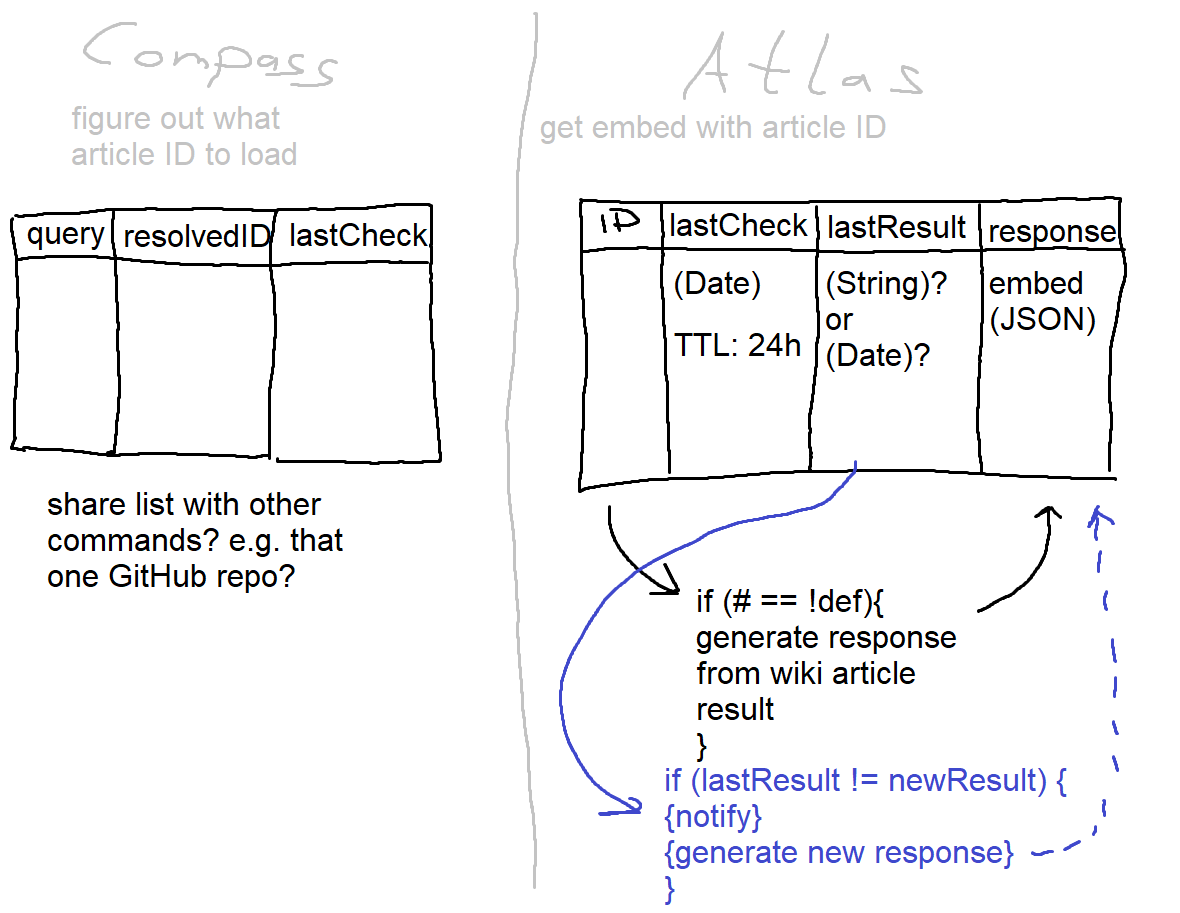 Compass
figure out what
article ID to load
query
resolvedID
lastCheck
share list with other
commands? e.g. that
one GitHub repo?
Atlas
get embed with article ID
ID
lastCheck
lastResult
response
(Date)
TTL: 24h
(String)?
or
(Date)?
embed
(JSON)
if (# == !def){
generate response
from wiki article
result
}
if (lastResult != newResult) {
{notify}
{generate new response}
}